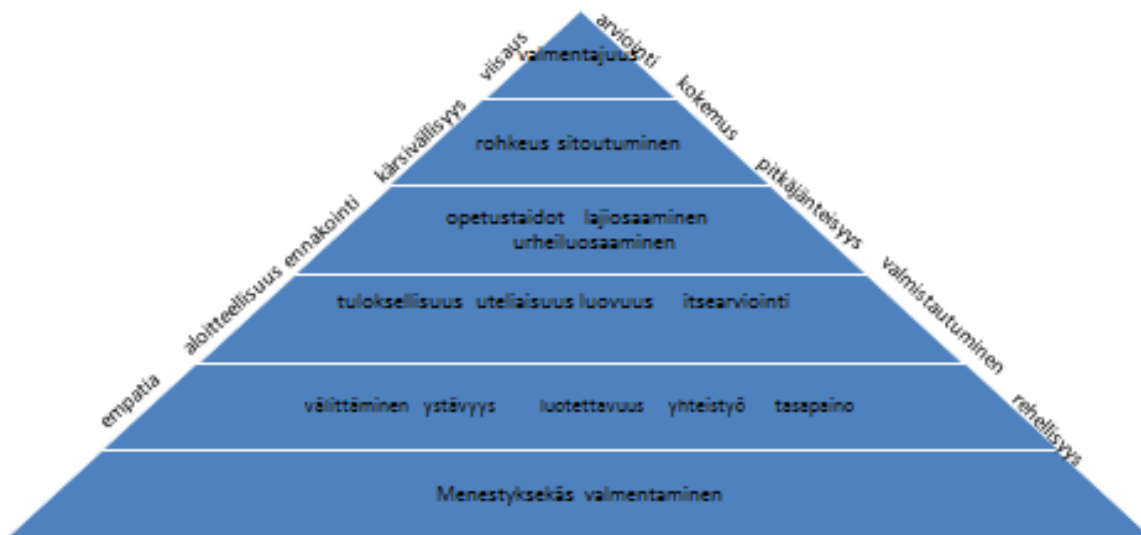 valmentajuus
rohkeus sitoutuminen
opetustaidot lajiosaaminen
urheiluosaaminen
tuloksellisuus uteliaisuus luovuus itsearviointi
välittäminen ystävyys luotettavuus yhteistyö tasapaino
Menestyksekäs valmentaminen
empatia aloitteellisuus ennakointi kärsivällisyys viisaus
arviointi kokemus pitkäjänteisyys valmistautuminen rehellisyys